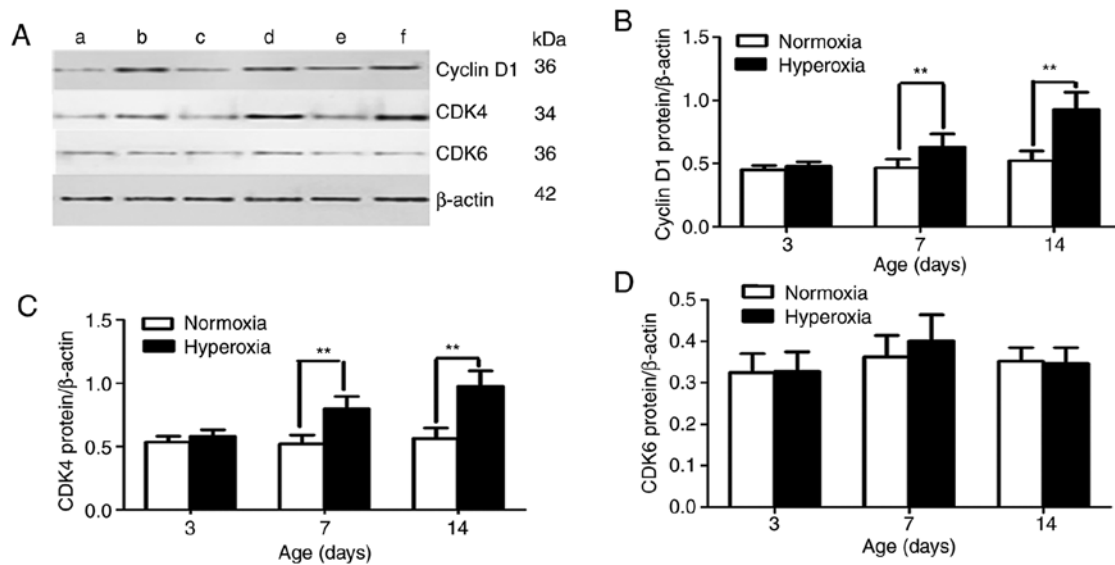 A
a b c d e f kDa
Cyclin D1 36
CDK4 34
CDK6 36
β-actin 42
B
Normoxia
Hyperoxia
**
**
Cyclin D1 protein/β-actin
1.5
1.0
0.5
0.0
3 7 14
Age (days)
C
Normoxia
Hyperoxia
**
**
CDK4 protein/β-actin
1.5
1.0
0.5
0.0
3 7 14
Age (days)
D
Normoxia
Hyperoxia
CDK6 protein/β-actin
0.5
0.4
0.3
0.2
0.1
0.0
3 7 14
Age (days)